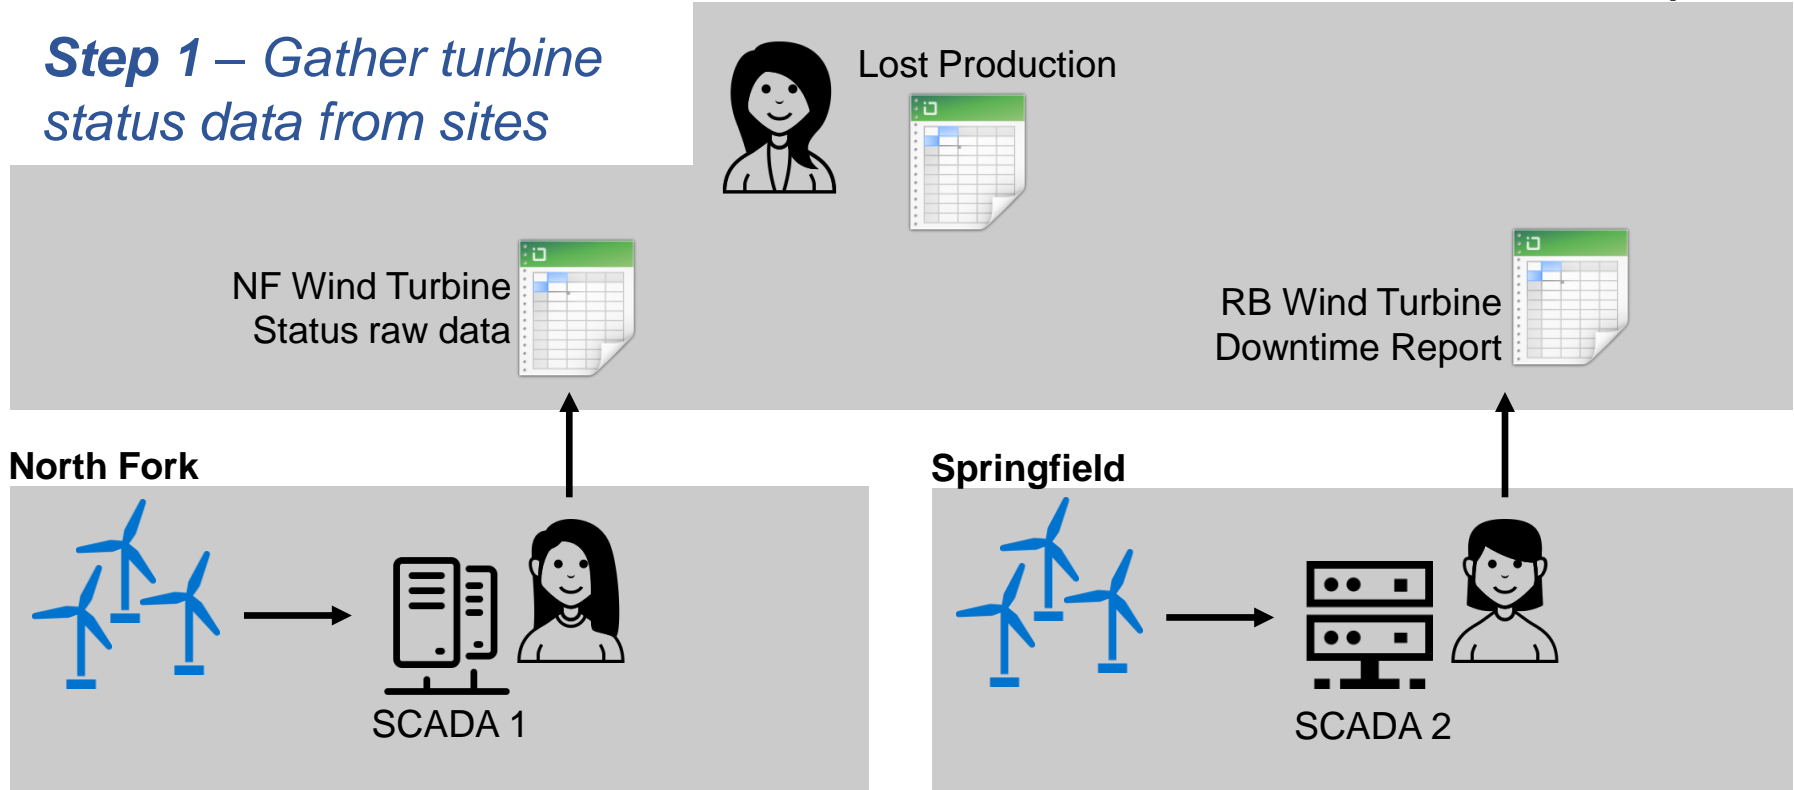 Step 1 – Gather turbine
status data from sites
Lost Production
NF Wind Turbine
Status raw data
RB Wind Turbine
Downtime Report
North Fork
Springfield
SCADA 1
SCADA 2